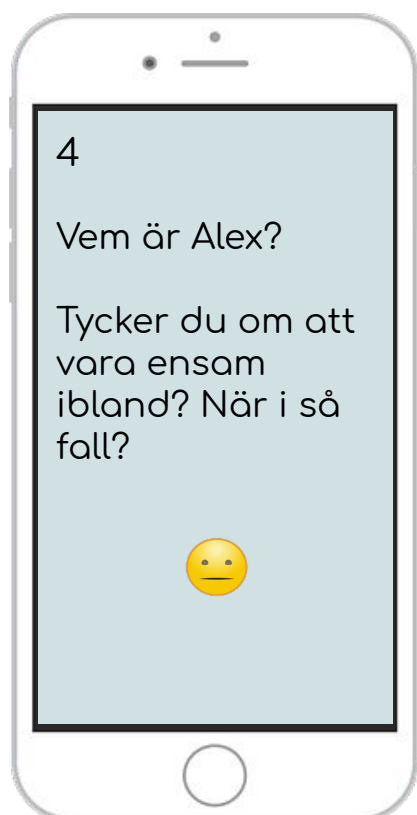 4
Vem är Alex?
Tycker du om att
vara ensam
ibland? När i så
fall?